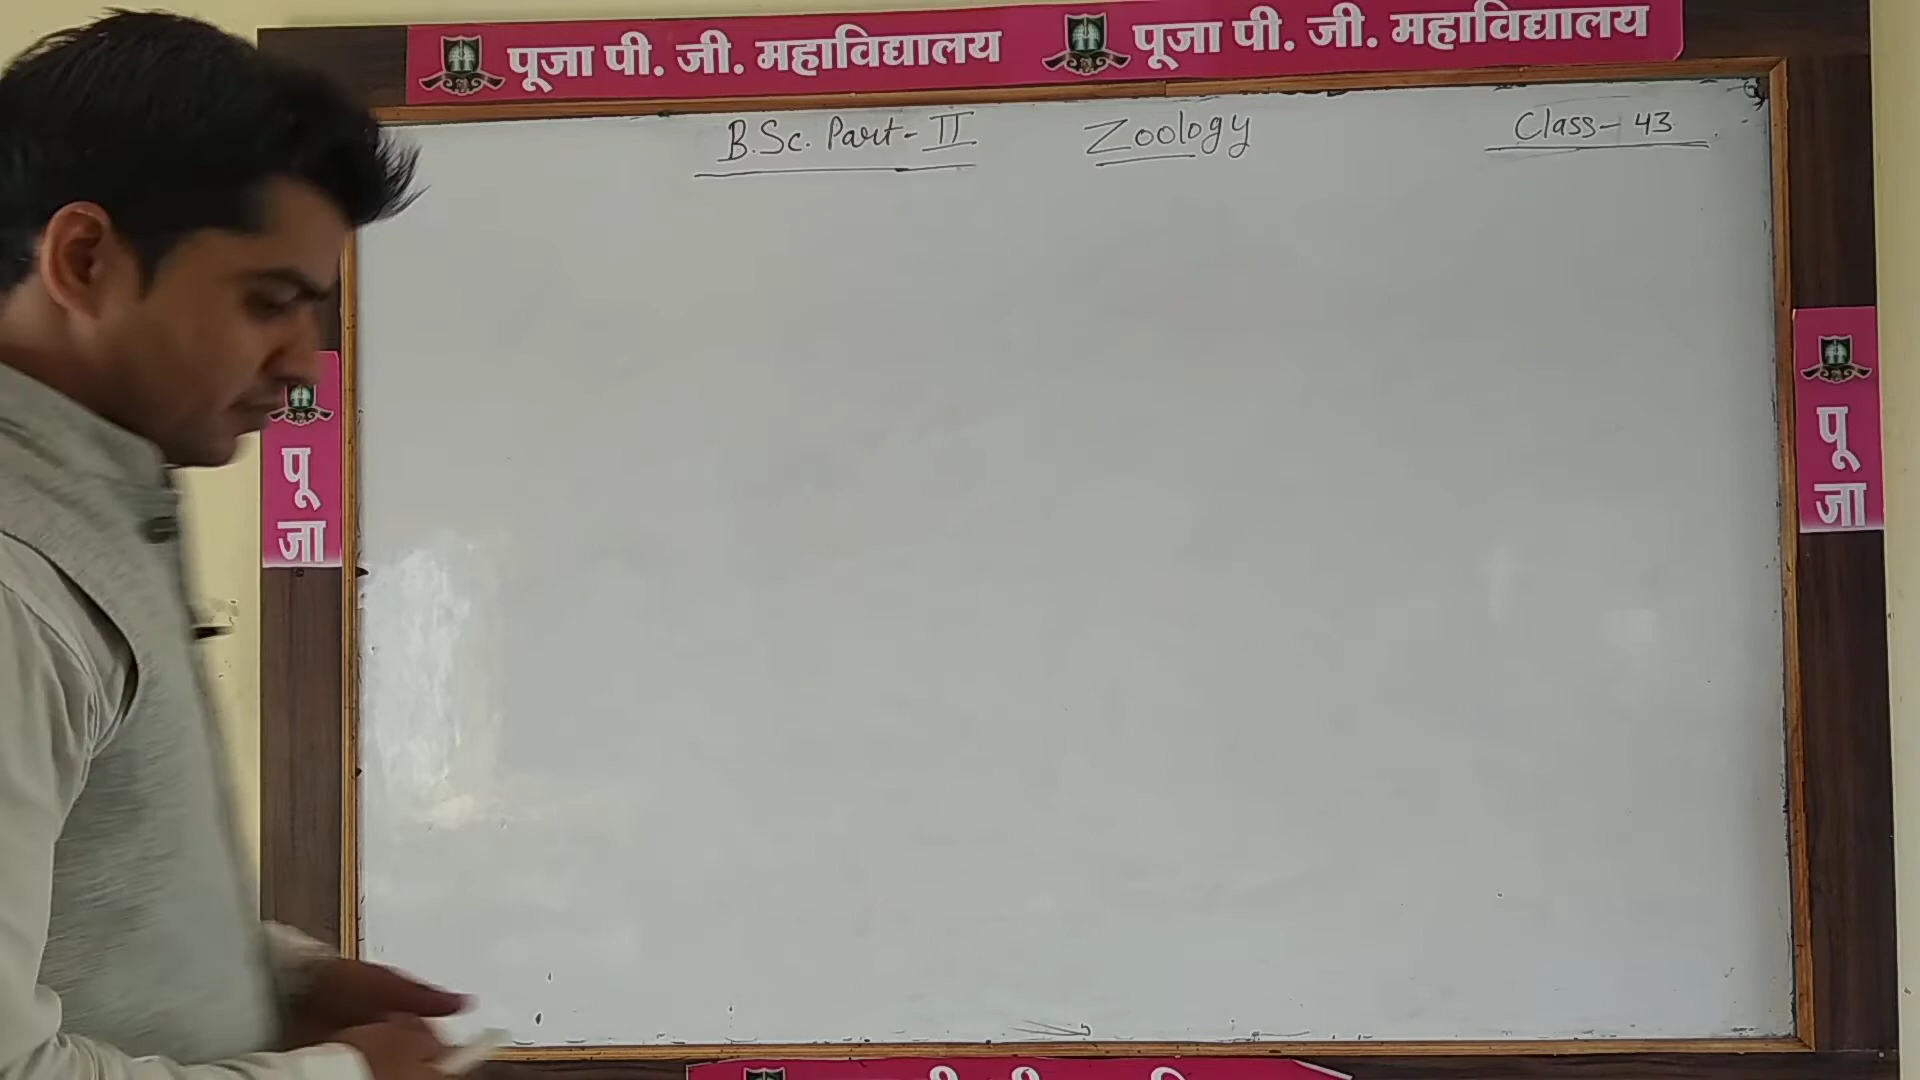 पूजा पी. जी. महाविद्यालय पूजा पी. जी. महाविद्यालय
B.Sc. Part-II Zoology Class-43
पू
जा
पू
जा